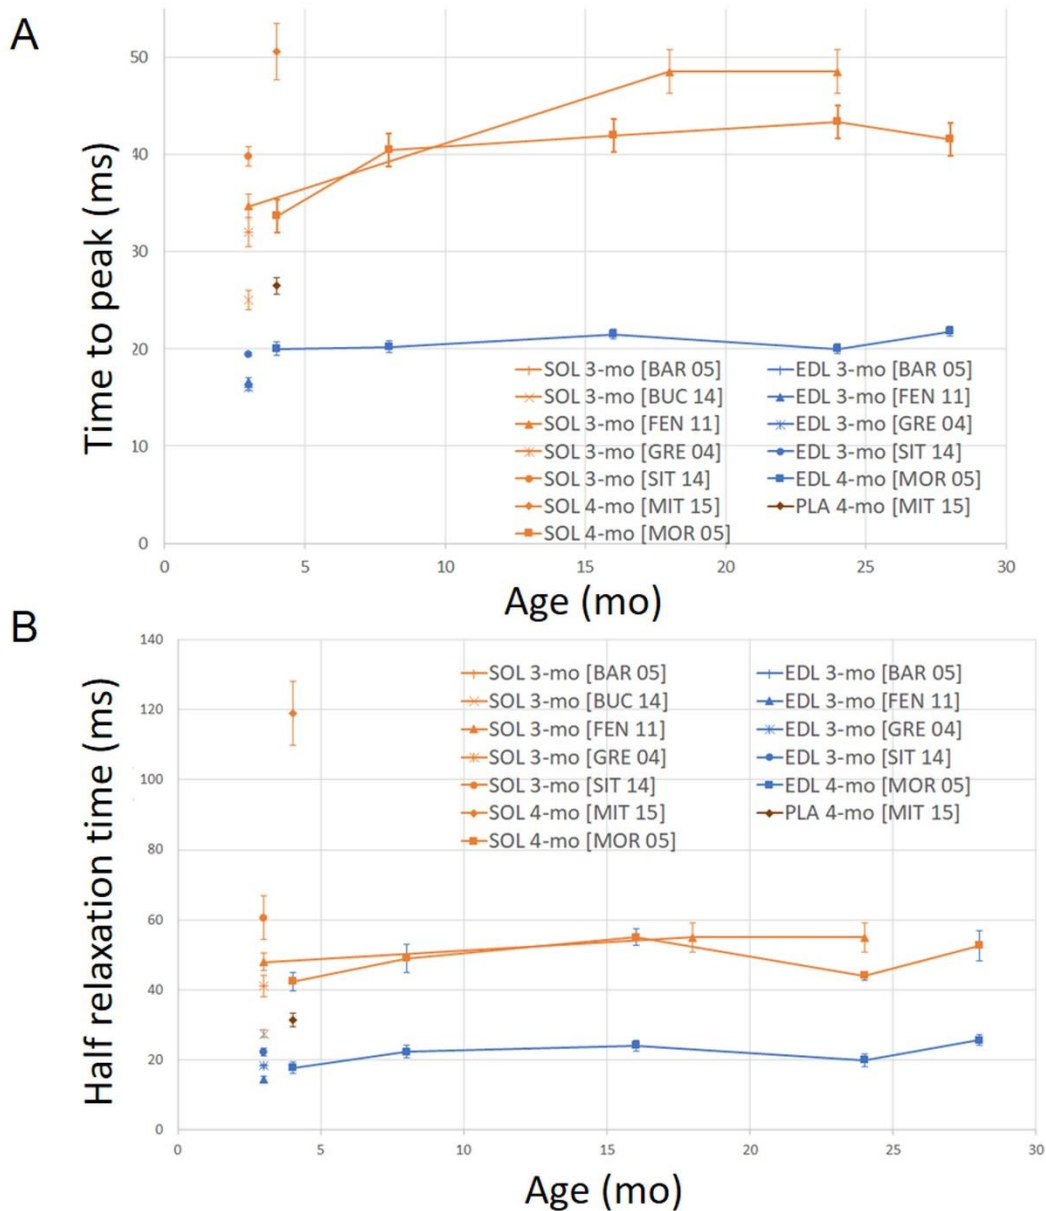 A
Time to peak (ms)
50
40
30
20
10
0
SOL 3-mo [BAR 05] EDL 3-mo [BAR 05]
SOL 3-mo [BUC 14] EDL 3-mo [FEN 11]
SOL 3-mo [FEN 11] EDL 3-mo [GRE 04]
SOL 3-mo [GRE 04] EDL 3-mo [SIT 14]
SOL 3-mo [SIT 14] EDL 4-mo [MOR 05]
SOL 4-mo [MIT 15] PLA 4-mo [MIT 15]
SOL 4-mo [MOR 05]
0 5 10 15 20 25 30
Age (mo)
B
Half relaxation time (ms)
140
120
100
80
60
40
20
0
SOL 3-mo [BAR 05] EDL 3-mo [BAR 05]
SOL 3-mo [BUC 14] EDL 3-mo [FEN 11]
SOL 3-mo [FEN 11] EDL 3-mo [GRE 04]
SOL 3-mo [GRE 04] EDL 3-mo [SIT 14]
SOL 3-mo [SIT 14] EDL 4-mo [MOR 05]
SOL 4-mo [MIT 15] PLA 4-mo [MIT 15]
SOL 4-mo [MOR 05]
0 5 10 15 20 25 30
Age (mo)